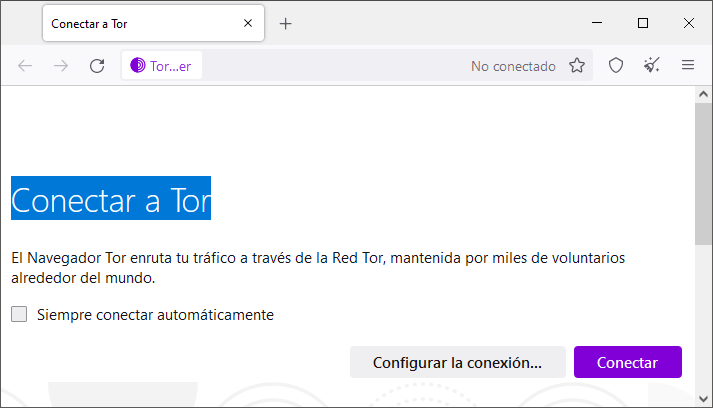 Conectar a Tor
Tor...er
No conectado
Conectar a Tor
El Navegador Tor enruta tu tráfico a través de la Red Tor, mantenida por miles de voluntarios
alrededor del mundo.
Siempre conectar automáticamente
Configurar la conexión...
Conectar